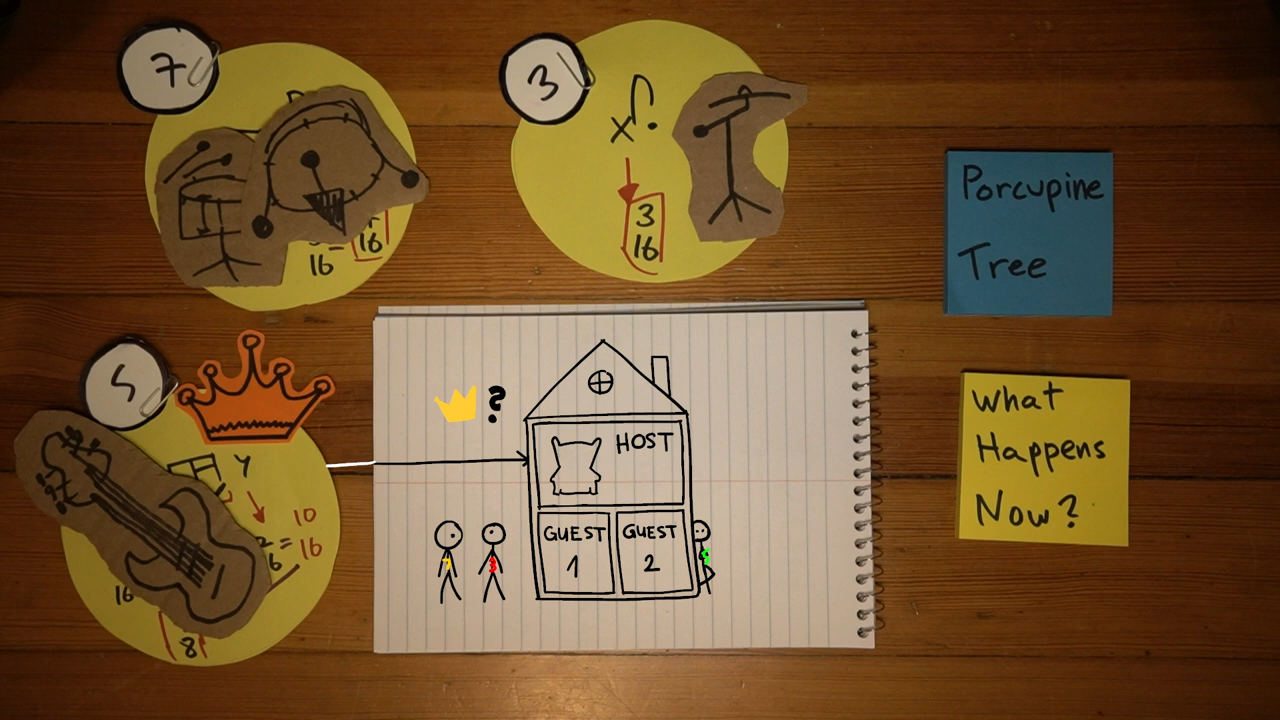 7
3
16
3
16
Porcupine
Tree
5
Y
10
= 16
16
8
?
HOST
GUEST
1
GUEST
2
What
Happens
Now?